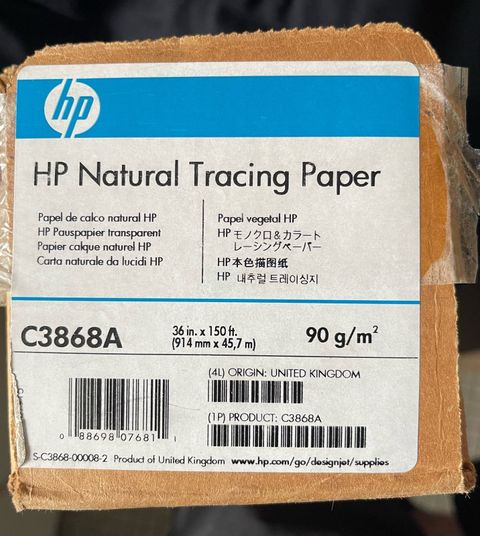 hp
HP Natural Tracing Paper
Papel de calco natural HP
HP Pauspapier transparent
Papier calque naturel HP
Carta naturale da lucidi HP
Papel vegetal HP
HP モノクロ&カラート
レーシングペーパー
HP 本色描图纸
HP 내추럴 트레이싱지
C3868A
36 in. x 150 ft.
(914 mm x 45,7 m)
90 g/m²
(4L) ORIGIN: UNITED KINGDOM
(1P) PRODUCT: C3868A
0 88698 07681 1
S-C3868-00008-2 Product of United Kingdom www.hp.com/go/designjet/supplies